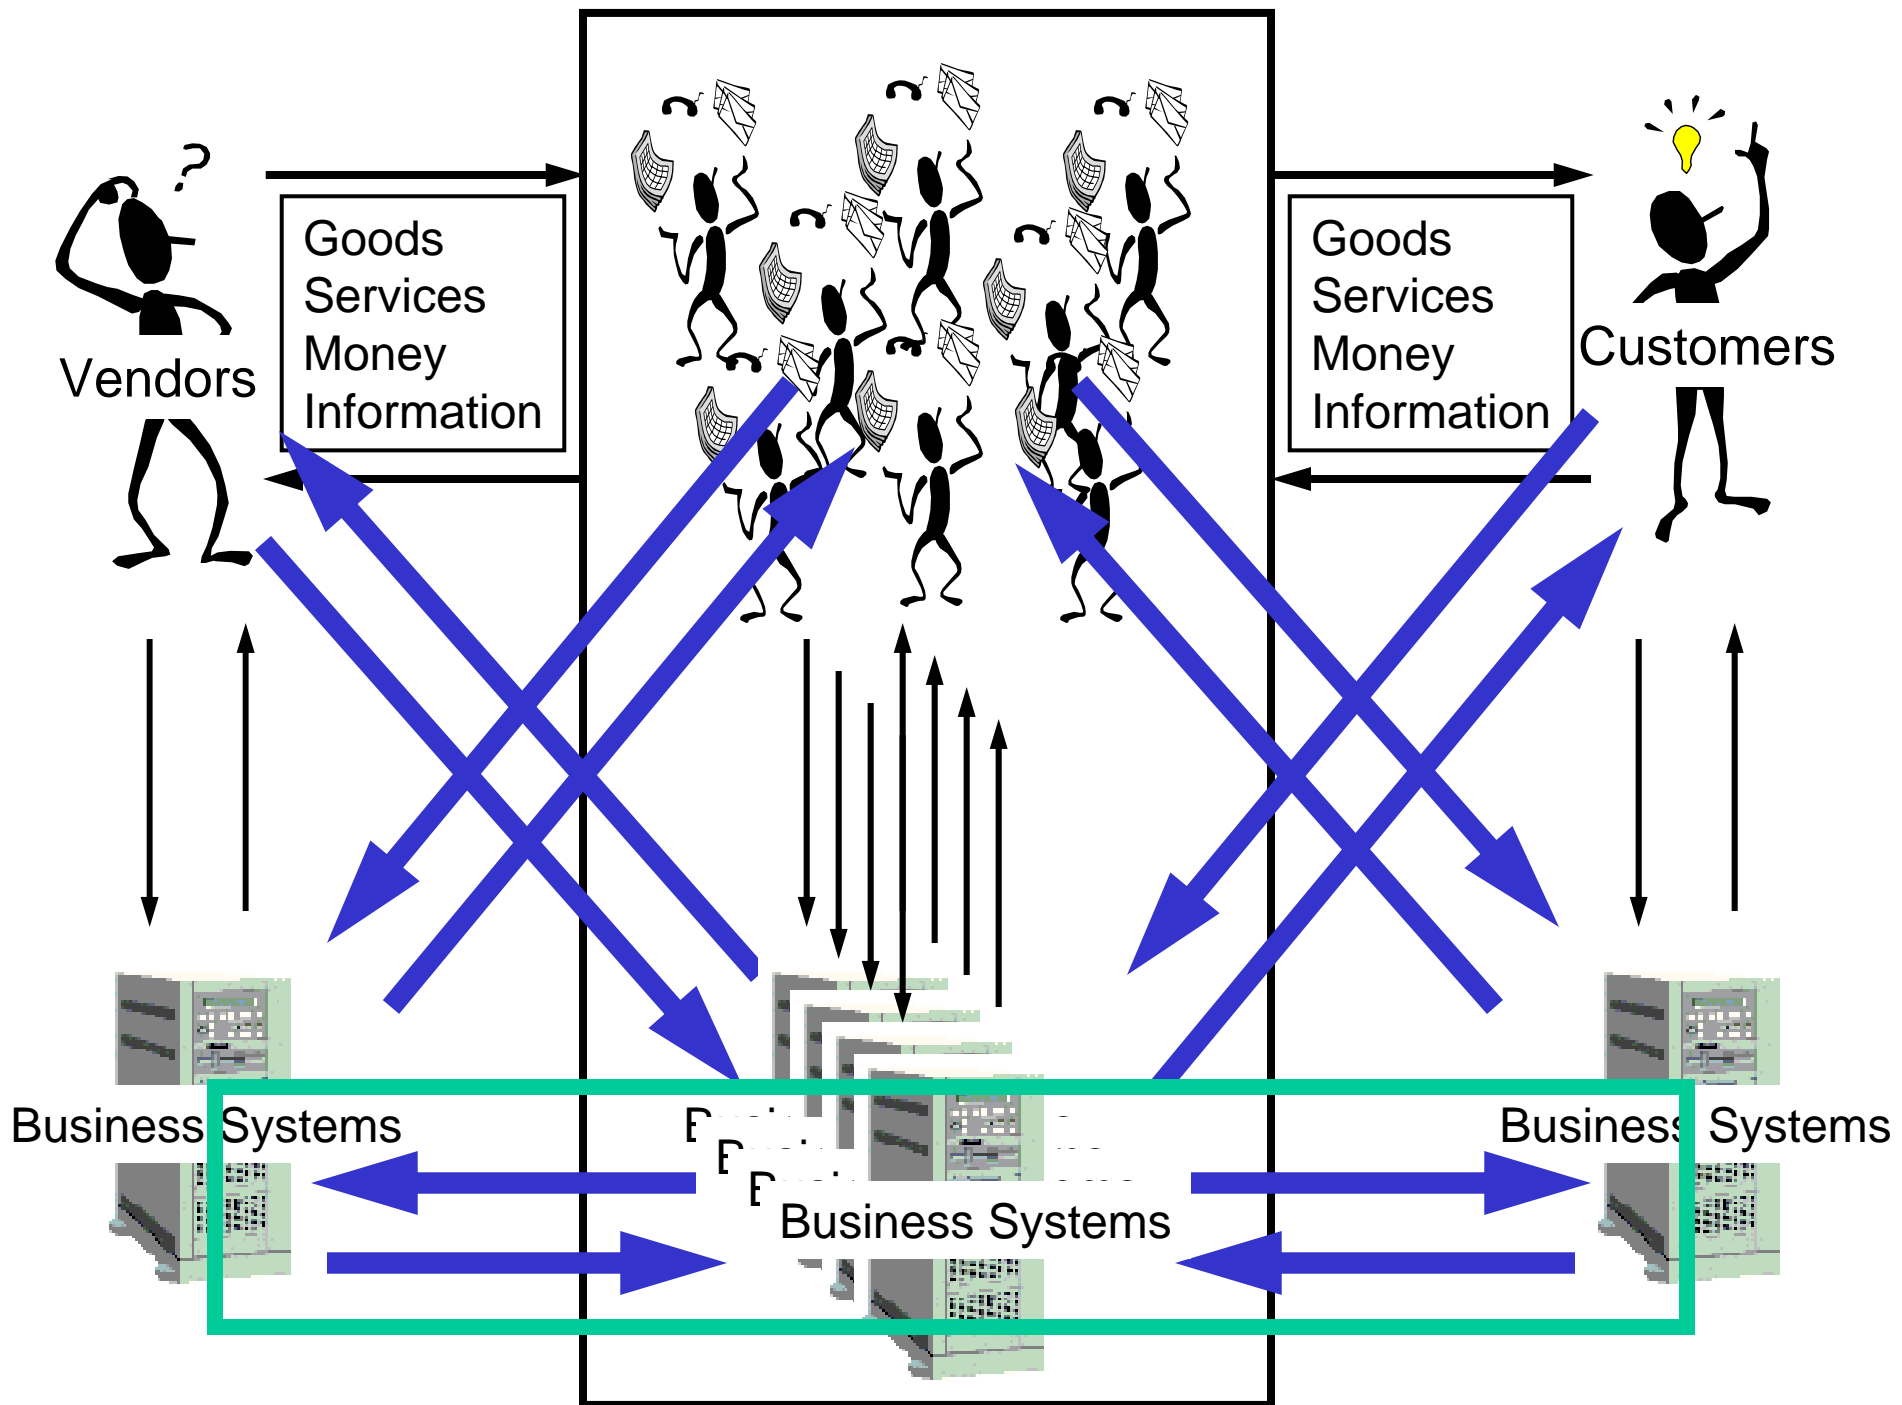 Vendors
Goods
Services
Money
Information
Goods
Services
Money
Information
Customers
Business Systems
Business Systems
Business Systems